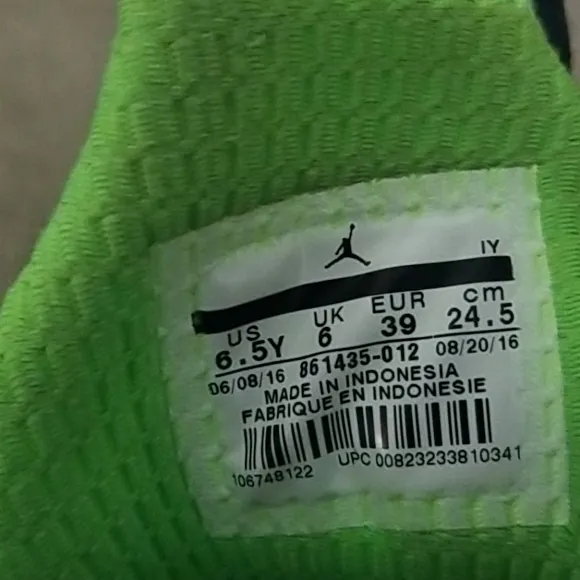 IY
US UK EUR cm
6.5Y 6 39 24.5
06/08/16 861435-012 08/20/16
MADE IN INDONESIA
FABRIQUE EN INDONESIE
106748122 UPC 00823233810341